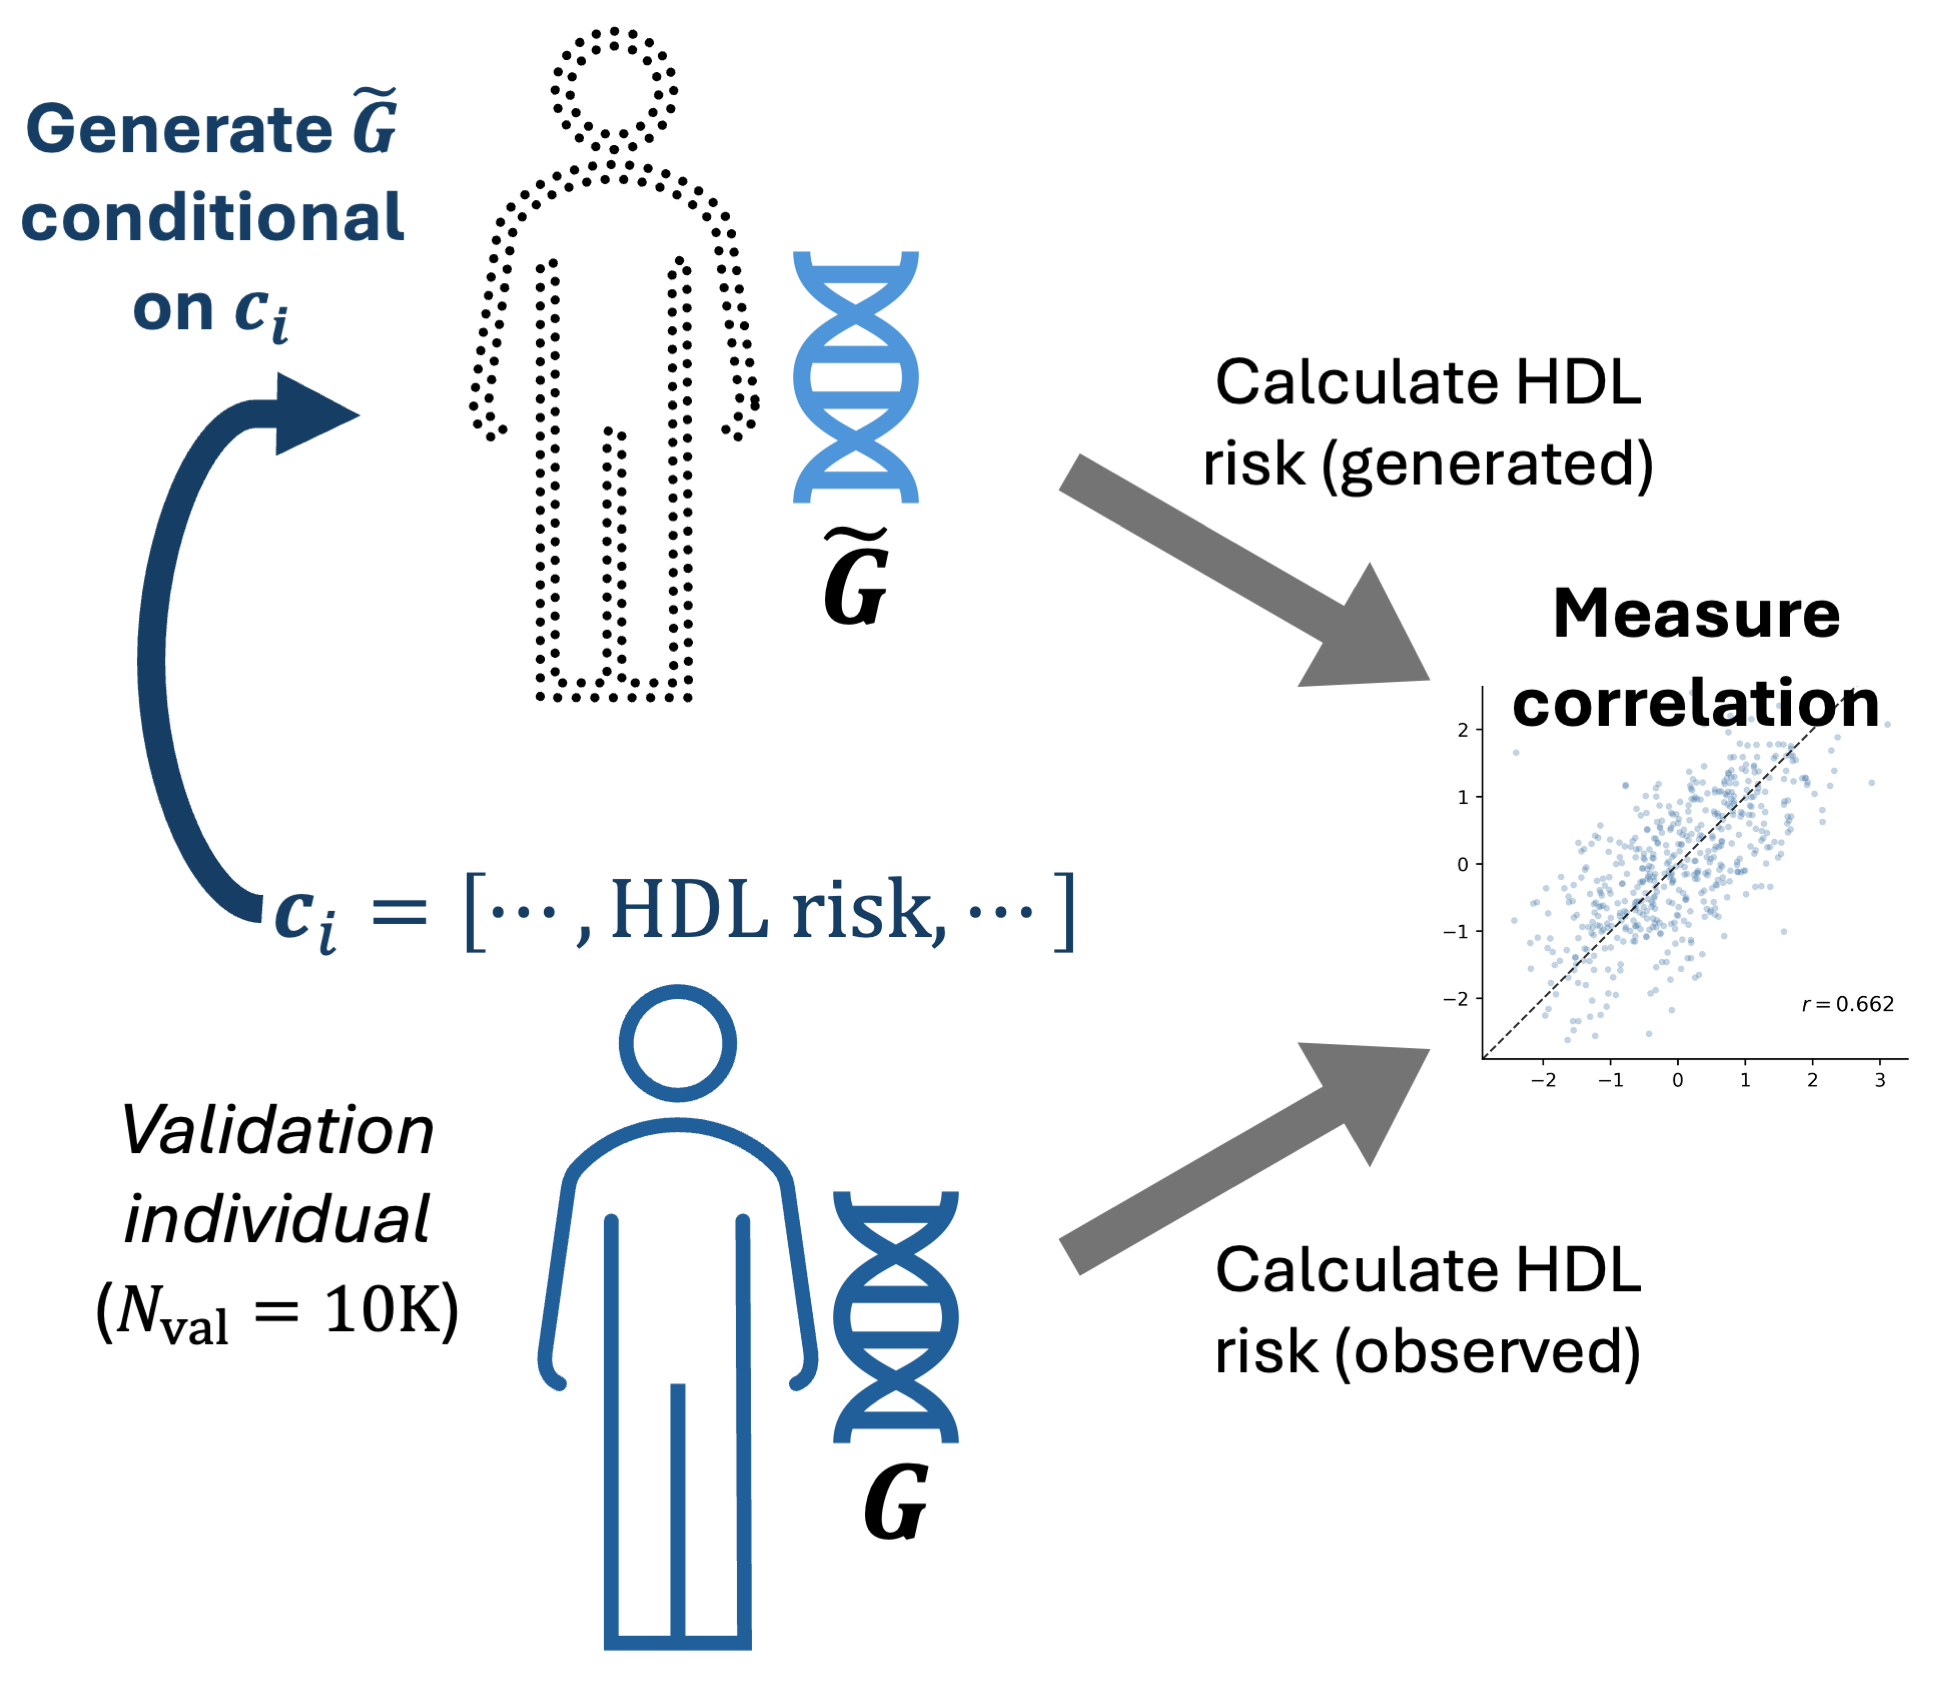 Generate G̃
conditional
on cᵢ
G̃
Calculate HDL
risk (generated)
Measure
correlation
2
1
0
−1
−2
r = 0.662
−2 −1 0 1 2 3
cᵢ = [⋯ , HDL risk, ⋯ ]
Validation
individual
(N_val = 10K)
G
Calculate HDL
risk (observed)